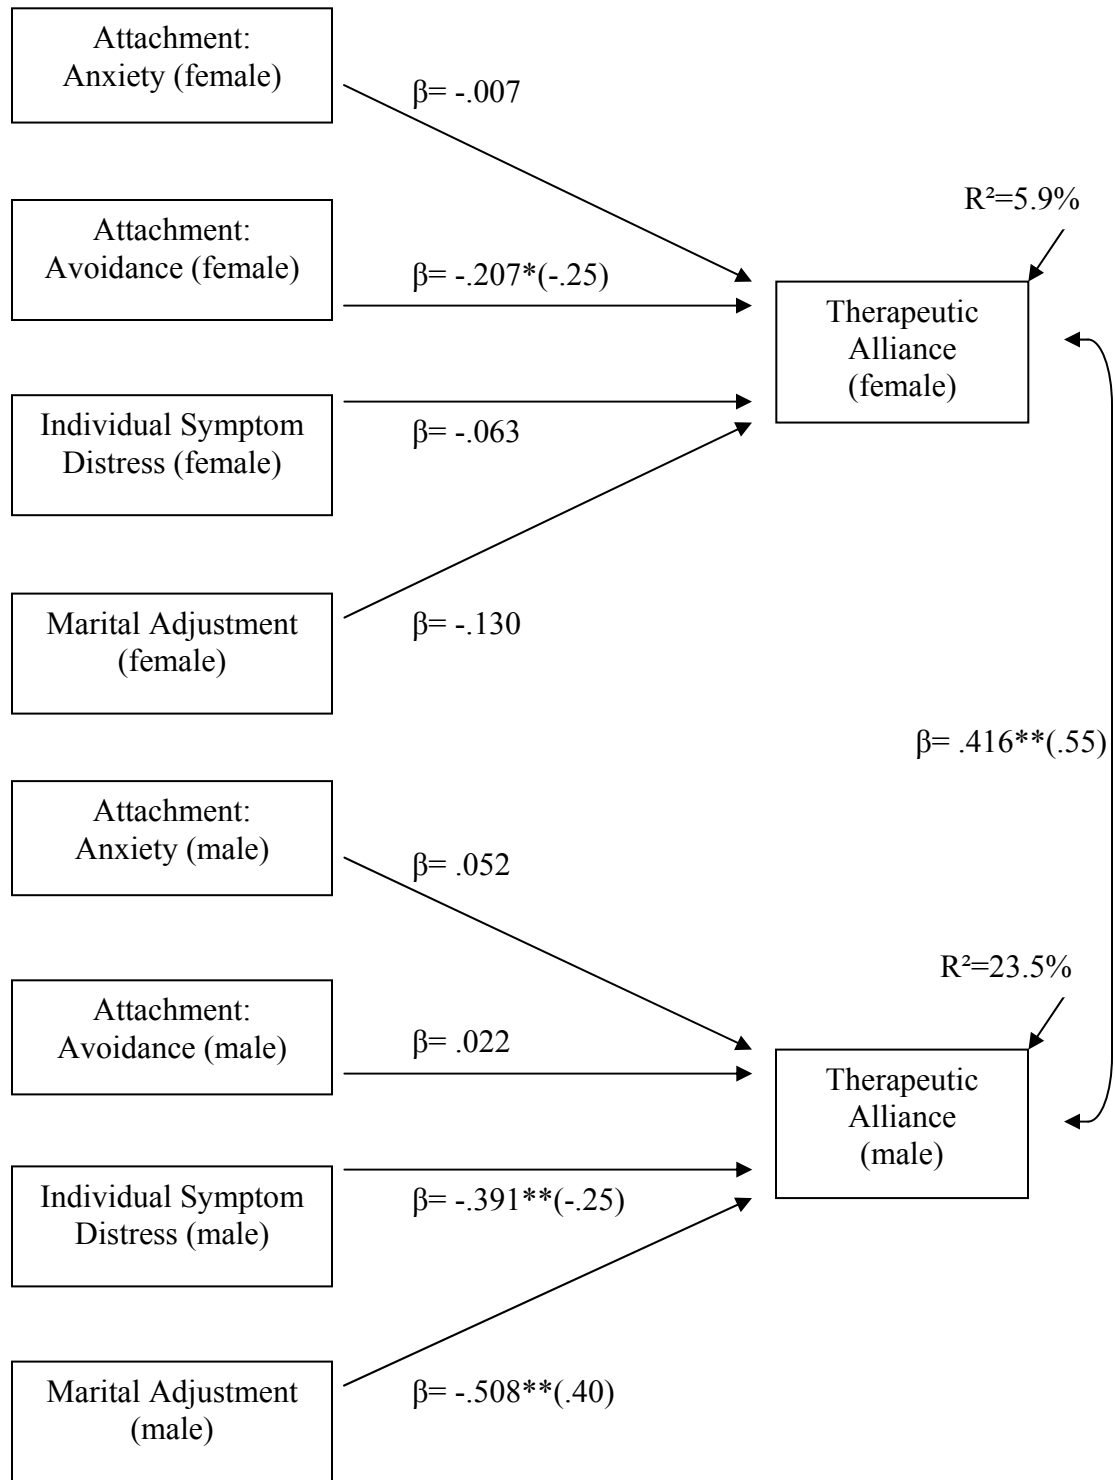 Attachment:
Anxiety (female)
β= -.007
R²=5.9%
Attachment:
Avoidance (female)
β= -.207*(-.25)
Therapeutic
Alliance
(female)
Individual Symptom
Distress (female)
β= -.063
Marital Adjustment
(female)
β= -.130
β= .416**(.55)
Attachment:
Anxiety (male)
β= .052
R²=23.5%
Attachment:
Avoidance (male)
β= .022
Therapeutic
Alliance
(male)
Individual Symptom
Distress (male)
β= -.391**(-.25)
Marital Adjustment
(male)
β= -.508**(.40)